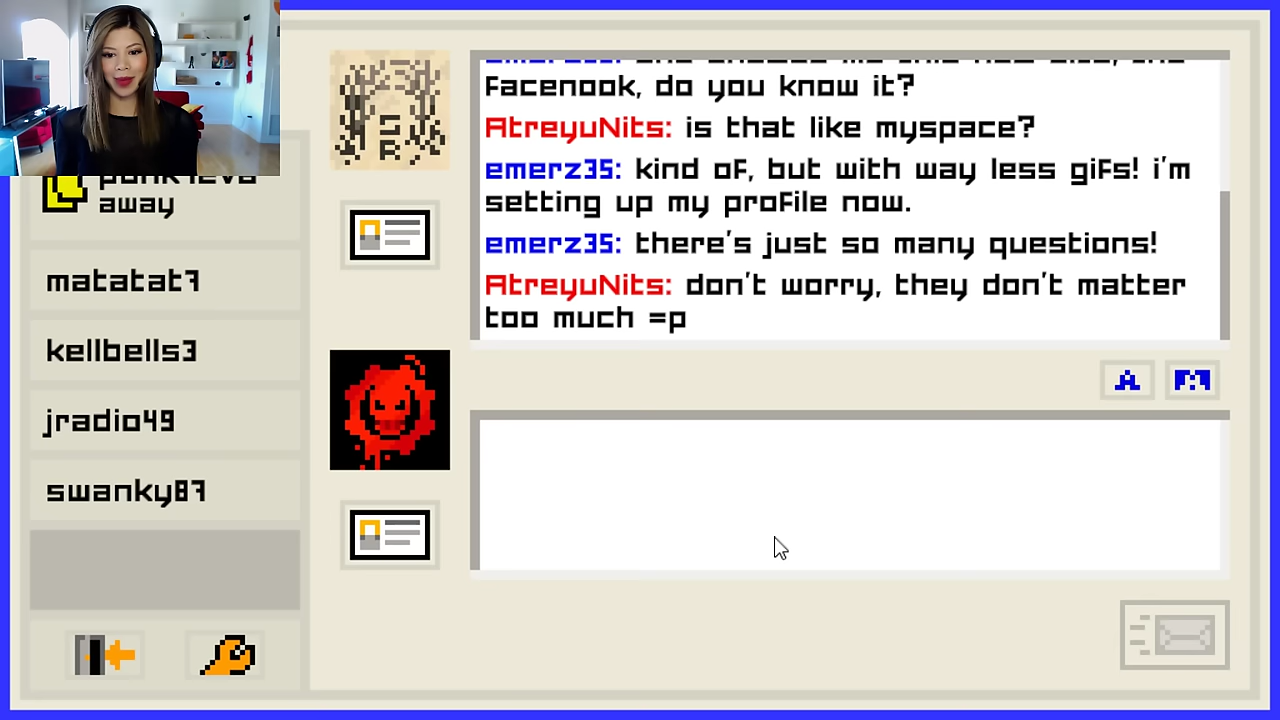 Facenook, do you know it?
AtreyuNits: is that like myspace?
emerz35: kind of, but with way less gifs! i'm
setting up my profile now.
emerz35: there's just so many questions!
AtreyuNits: don't worry, they don't matter
too much =p
away
matatat7
kellbells3
jradio49
swanky87
S
R
A